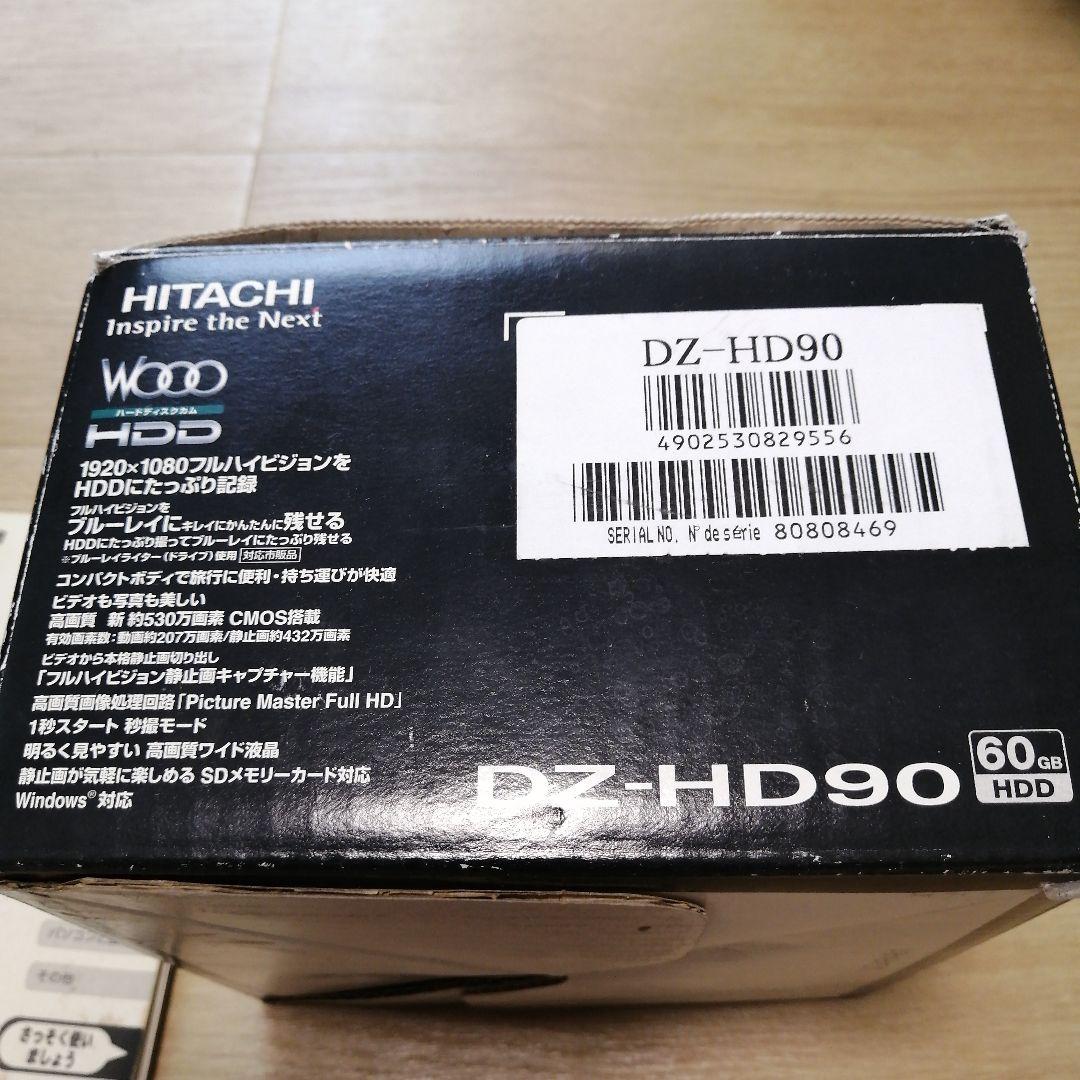 HITACHI
Inspire the Next
Wooo
ハードディスクカム
HDD
1920×1080フルハイビジョンを
HDDにたっぷり記録
フルハイビジョンを
ブルーレイにキレイにかんたんに残せる
HDDにたっぷり撮ってブルーレイにたっぷり残せる
※ブルーレイライター(ドライブ)使用 対応市販品
コンパクトボディで旅行に便利・持ち運びが快適
ビデオも写真も美しい
高画質 新 約530万画素 CMOS搭載
有効画素数:動画約207万画素/静止画約432万画素
ビデオから本格静止画切り出し
「フルハイビジョン静止画キャプチャー機能」
高画質画像処理回路「Picture Master Full HD」
1秒スタート 秒撮モード
明るく見やすい 高画質ワイド液晶
静止画が気軽に楽しめる SDメモリーカード対応
Windows®対応
DZ-HD90
4902530829556
SERIAL NO. N° de série 80808469
DZ-HD90
60GB
HDD
その他
さっそく使い
ましょう